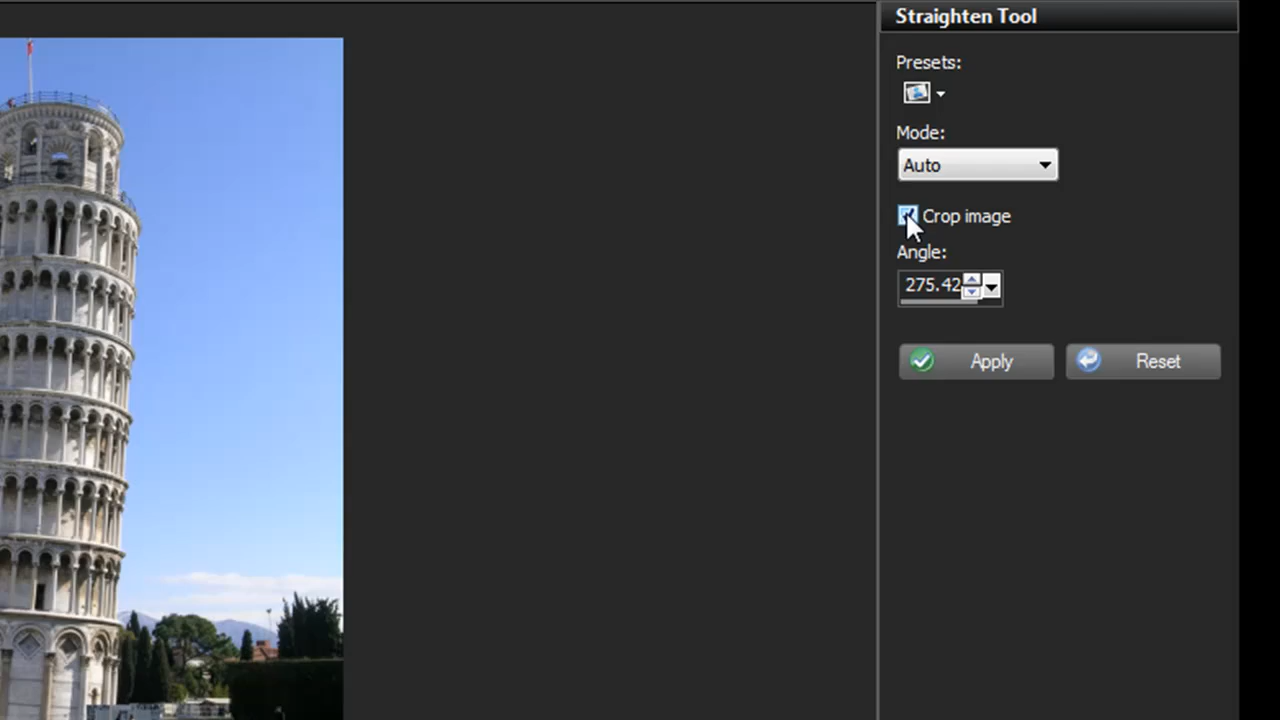 Straighten Tool
Presets:
Mode:
Auto
Crop image
Angle:
275.42
Apply
Reset